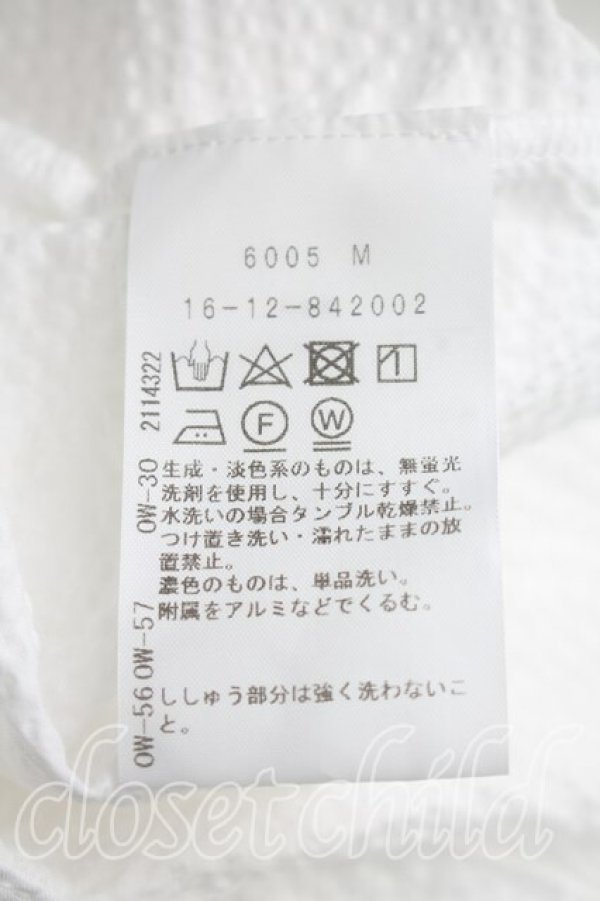 6005 M
16-12-842002
2114322
F
W
OW-30
生成・淡色系のものは、無蛍光
洗剤を使用し、十分にすすぐ。
水洗いの場合タンブル乾燥禁止。
つけ置き洗い・濡れたままの放
置禁止。
濃色のものは、単品洗い。
附属をアルミなどでくるむ。
OW-56 OW-57
ししゅう部分は強く洗わないこ
と。
closet child